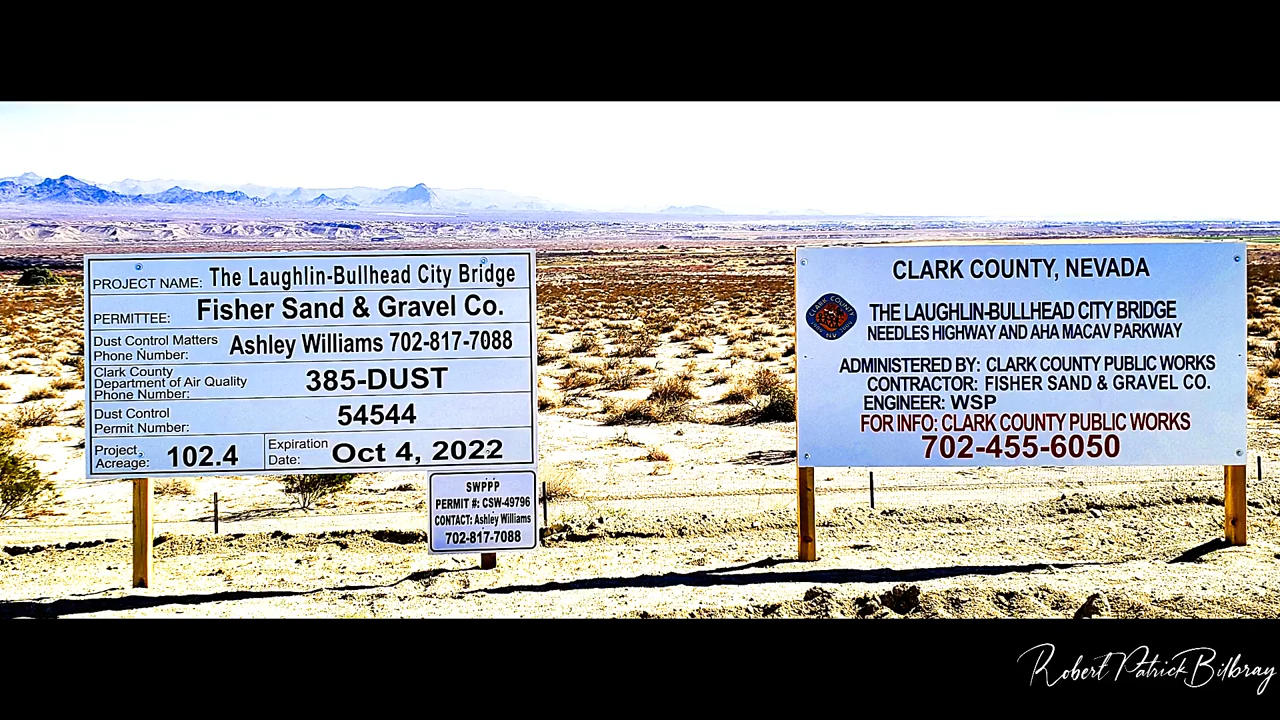 PROJECT NAME: The Laughlin-Bullhead City Bridge
PERMITTEE: Fisher Sand & Gravel Co.
Dust Control Matters
Phone Number: Ashley Williams 702-817-7088
Clark County
Department of Air Quality
Phone Number: 385-DUST
Dust Control
Permit Number: 54544
Project
Acreage: 102.4
Expiration
Date: Oct 4, 2022
SWPPP
PERMIT #: CSW-49796
CONTACT: Ashley Williams
702-817-7088
CLARK COUNTY, NEVADA
CLARK COUNTY
THE LAUGHLIN-BULLHEAD CITY BRIDGE
NEEDLES HIGHWAY AND AHA MACAV PARKWAY
ADMINISTERED BY: CLARK COUNTY PUBLIC WORKS
CONTRACTOR: FISHER SAND & GRAVEL CO.
ENGINEER: WSP
FOR INFO: CLARK COUNTY PUBLIC WORKS
702-455-6050
Robert Patrick Bilbray